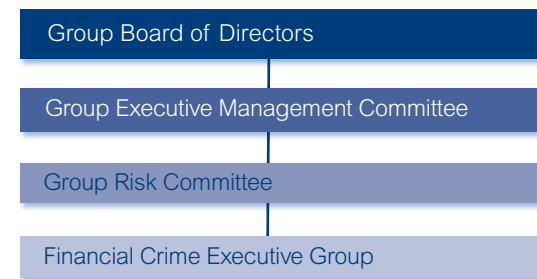 Group Board of Directors
Group Executive Management Committee
Group Risk Committee
Financial Crime Executive Group